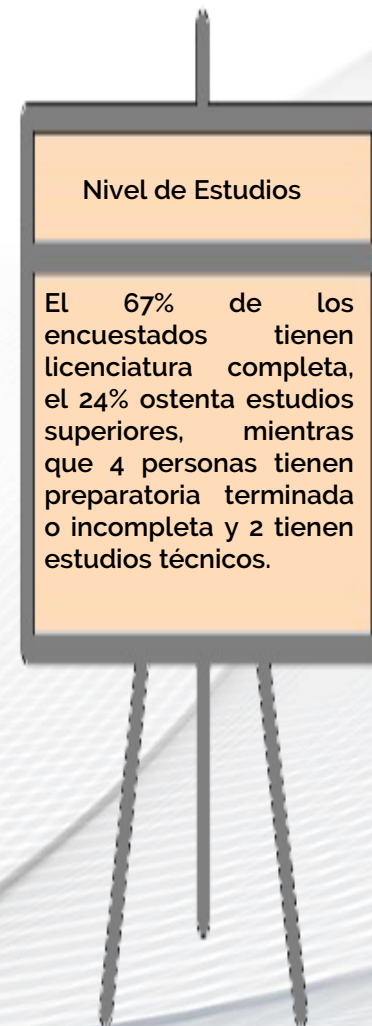 Nivel de Estudios
El 67% de los
encuestados tienen
licenciatura completa,
el 24% ostenta estudios
superiores, mientras
que 4 personas tienen
preparatoria terminada
o incompleta y 2 tienen
estudios técnicos.